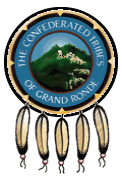 THE CONFEDERATED TRIBES
OF GRAND RONDE